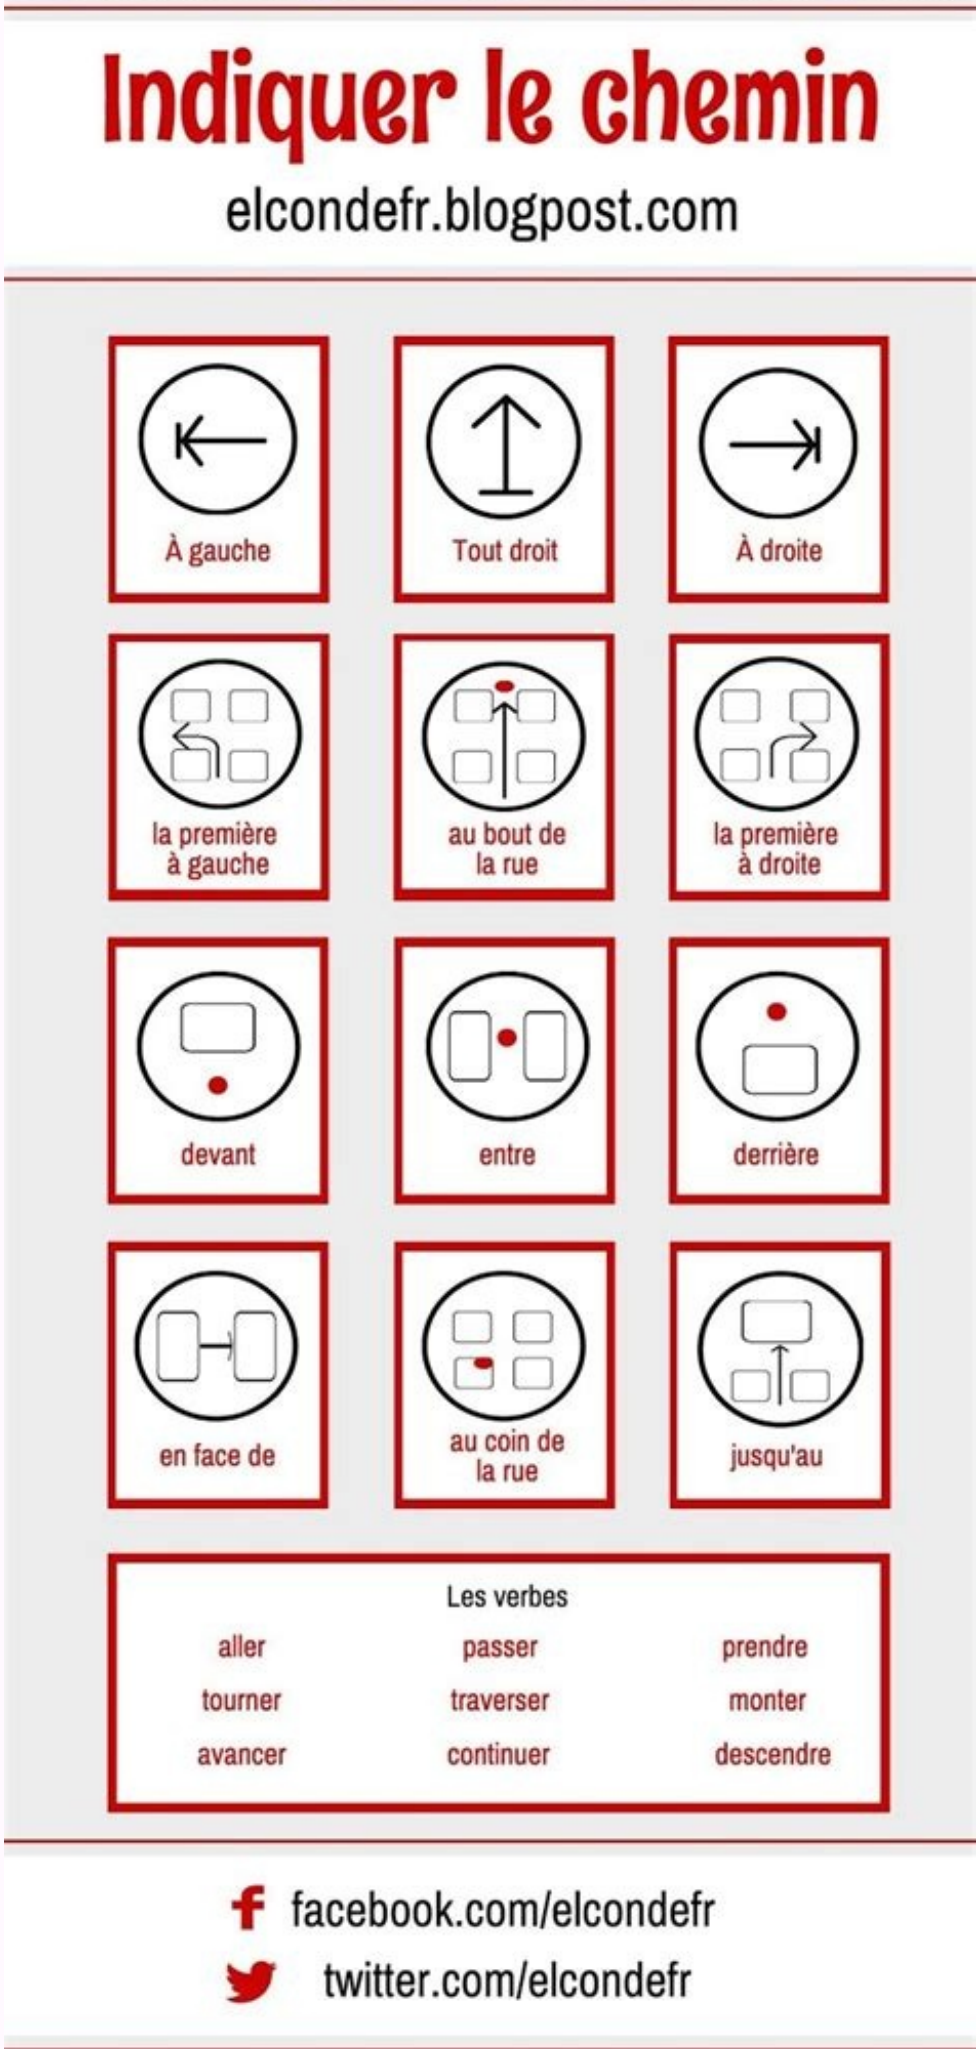 Indiquer le chemin
elcondefr.blogpost.com
À gauche
Tout droit
À droite
la première
à gauche
au bout de
la rue
la première
à droite
devant
entre
derrière
en face de
au coin de
la rue
jusqu'au
Les verbes
aller passer prendre
tourner traverser monter
avancer continuer descendre
facebook.com/elcondefr
twitter.com/elcondefr